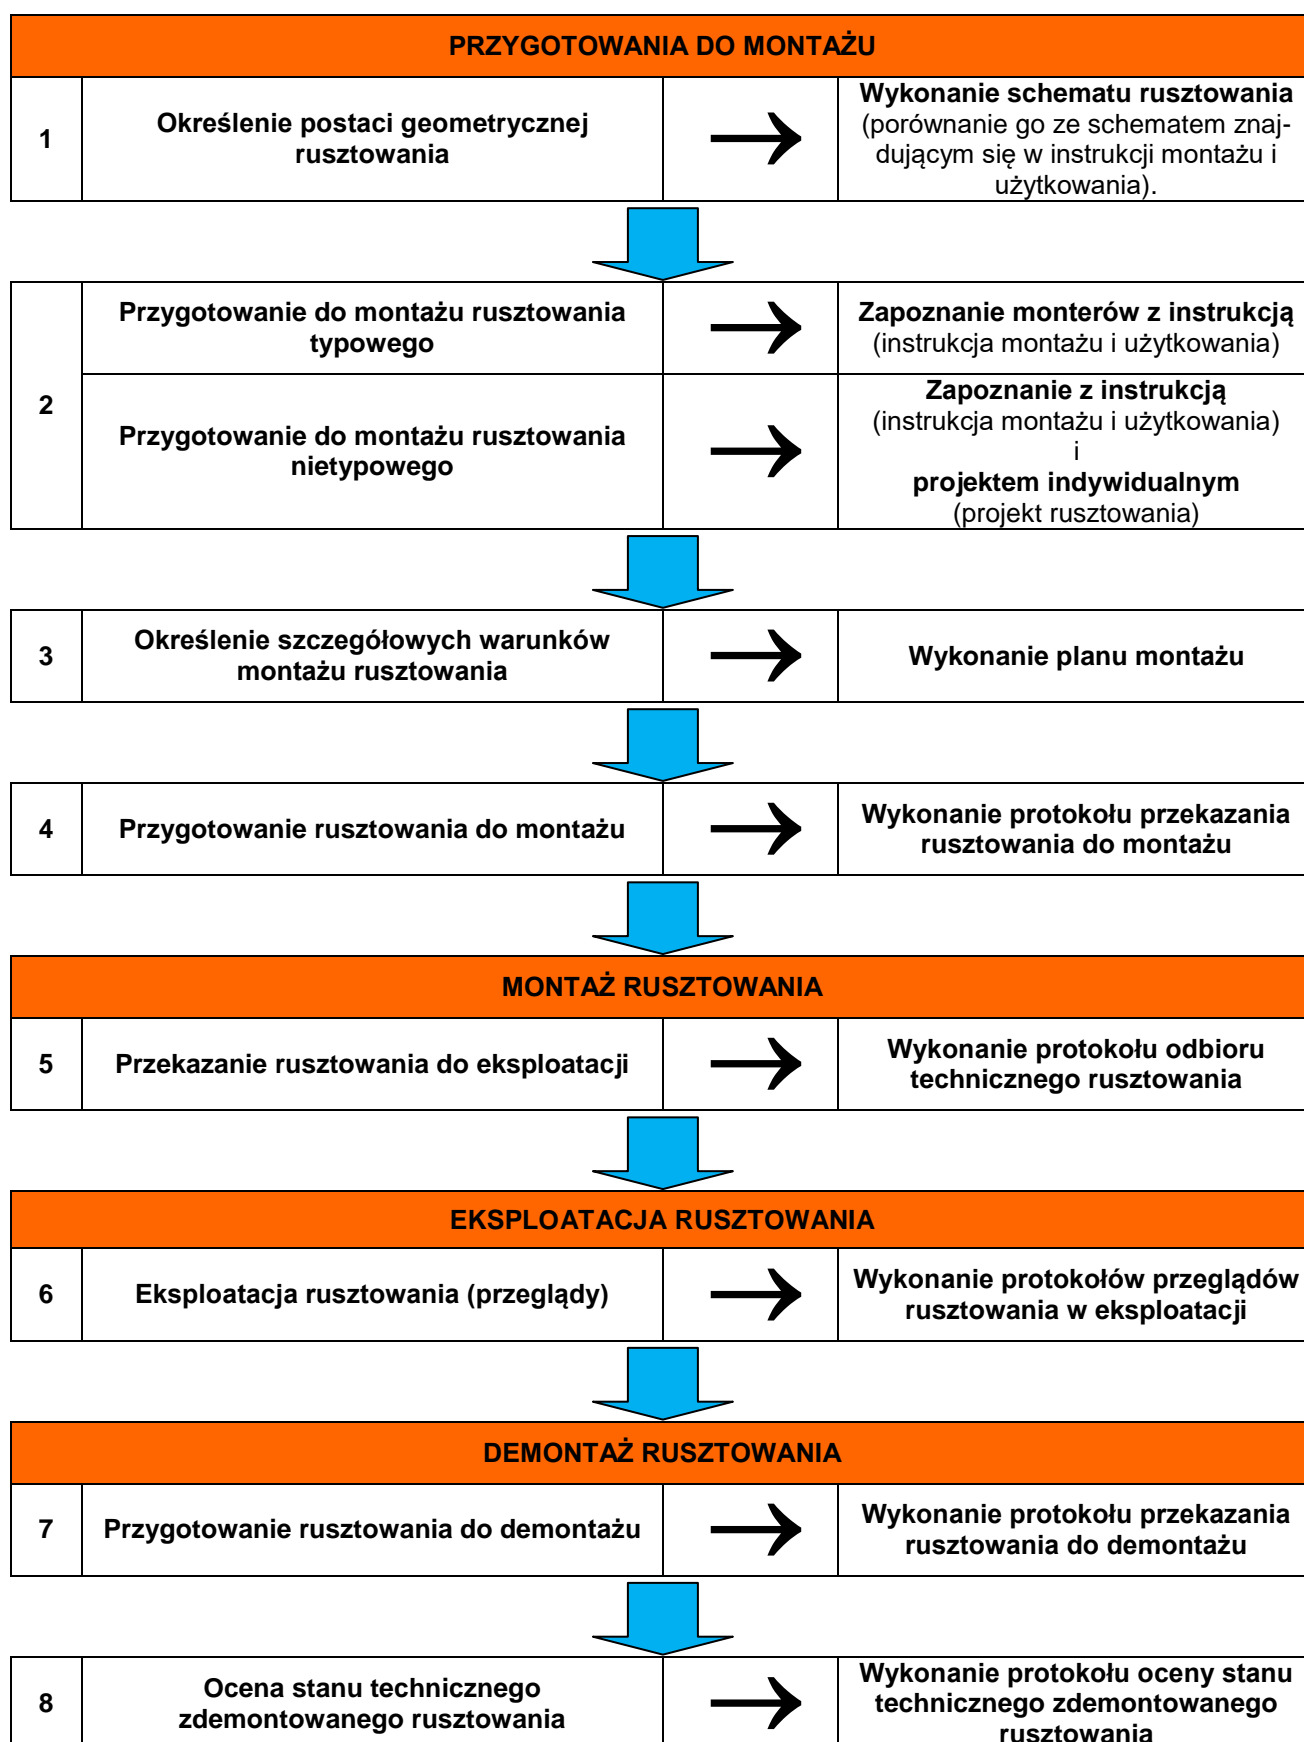 PRZYGOTOWANIA DO MONTAŻU
1
Określenie postaci geometrycznej
rusztowania
Wykonanie schematu rusztowania
(porównanie go ze schematem znaj-
dującym się w instrukcji montażu i
użytkowania).
2
Przygotowanie do montażu rusztowania
typowego
Zapoznanie monterów z instrukcją
(instrukcja montażu i użytkowania)
Przygotowanie do montażu rusztowania
nietypowego
Zapoznanie z instrukcją
(instrukcja montażu i użytkowania)
i
projektem indywidualnym
(projekt rusztowania)
3
Określenie szczegółowych warunków
montażu rusztowania
Wykonanie planu montażu
4
Przygotowanie rusztowania do montażu
Wykonanie protokołu przekazania
rusztowania do montażu
MONTAŻ RUSZTOWANIA
5
Przekazanie rusztowania do eksploatacji
Wykonanie protokołu odbioru
technicznego rusztowania
EKSPLOATACJA RUSZTOWANIA
6
Eksploatacja rusztowania (przeglądy)
Wykonanie protokołów przeglądów
rusztowania w eksploatacji
DEMONTAŻ RUSZTOWANIA
7
Przygotowanie rusztowania do demontażu
Wykonanie protokołu przekazania
rusztowania do demontażu
8
Ocena stanu technicznego
zdemontowanego rusztowania
Wykonanie protokołu oceny stanu
technicznego zdemontowanego
rusztowania